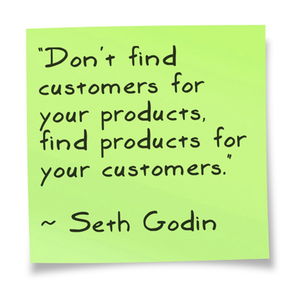 "Don't find
customers for
your products,
find products for
your customers."
~ Seth Godin